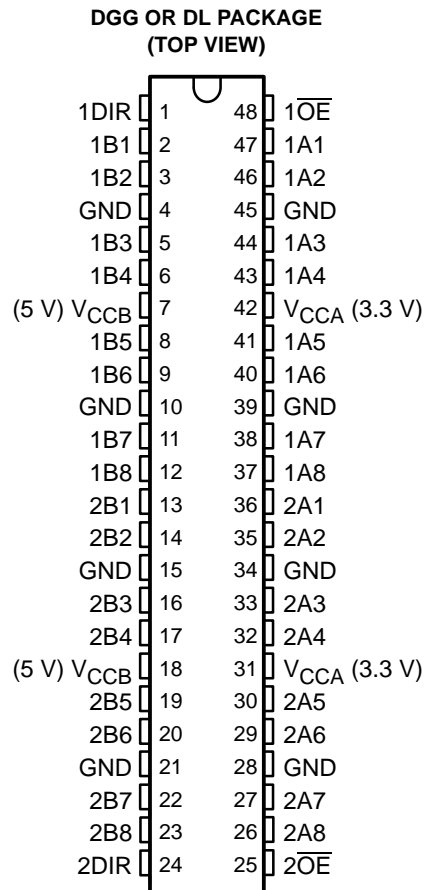 DGG OR DL PACKAGE
(TOP VIEW)
1DIR 1 48 1O̅E̅
1B1 2 47 1A1
1B2 3 46 1A2
GND 4 45 GND
1B3 5 44 1A3
1B4 6 43 1A4
(5 V) VCCB 7 42 VCCA (3.3 V)
1B5 8 41 1A5
1B6 9 40 1A6
GND 10 39 GND
1B7 11 38 1A7
1B8 12 37 1A8
2B1 13 36 2A1
2B2 14 35 2A2
GND 15 34 GND
2B3 16 33 2A3
2B4 17 32 2A4
(5 V) VCCB 18 31 VCCA (3.3 V)
2B5 19 30 2A5
2B6 20 29 2A6
GND 21 28 GND
2B7 22 27 2A7
2B8 23 26 2A8
2DIR 24 25 2O̅E̅